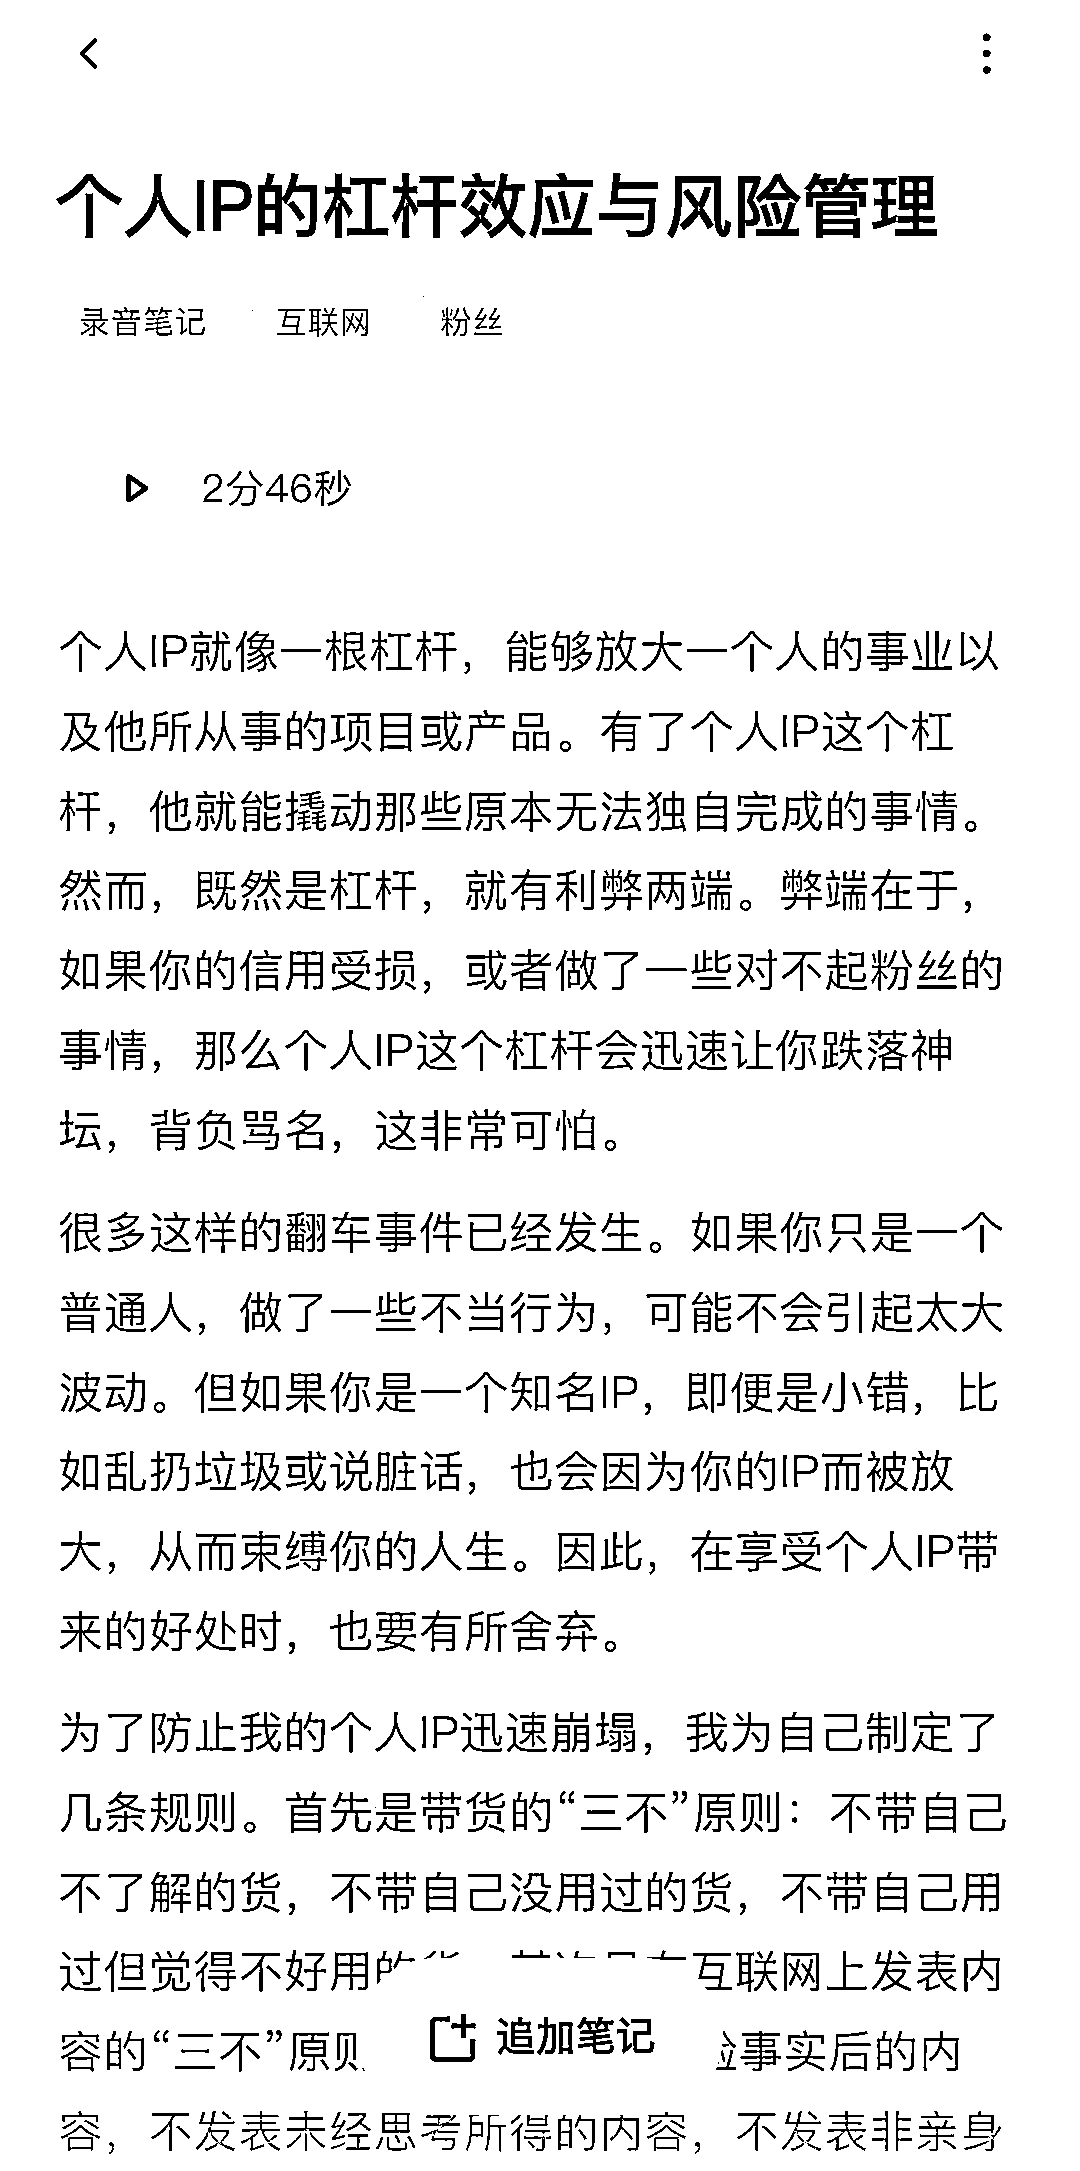 个人IP的杠杆效应与风险管理
录音笔记 互联网 粉丝
2分46秒
个人IP就像一根杠杆，能够放大一个人的事业以
及他所从事的项目或产品。有了个人IP这个杠
杆，他就能撬动那些原本无法独自完成的事情。
然而，既然是杠杆，就有利弊两端。弊端在于，
如果你的信用受损，或者做了一些对不起粉丝的
事情，那么个人IP这个杠杆会迅速让你跌落神
坛，背负骂名，这非常可怕。
很多这样的翻车事件已经发生。如果你只是一个
普通人，做了一些不当行为，可能不会引起太大
波动。但如果你是一个知名IP，即便是小错，比
如乱扔垃圾或说脏话，也会因为你的IP而被放
大，从而束缚你的人生。因此，在享受个人IP带
来的好处时，也要有所舍弃。
为了防止我的个人IP迅速崩塌，我为自己制定了
几条规则。首先是带货的“三不”原则：不带自己
不了解的货，不带自己没用过的货，不带自己用
过但觉得不好用的 互联网上发表内
容的“三不”原则 事实后的内
追加笔记
容，不发表未经思考所得的内容，不发表非亲身